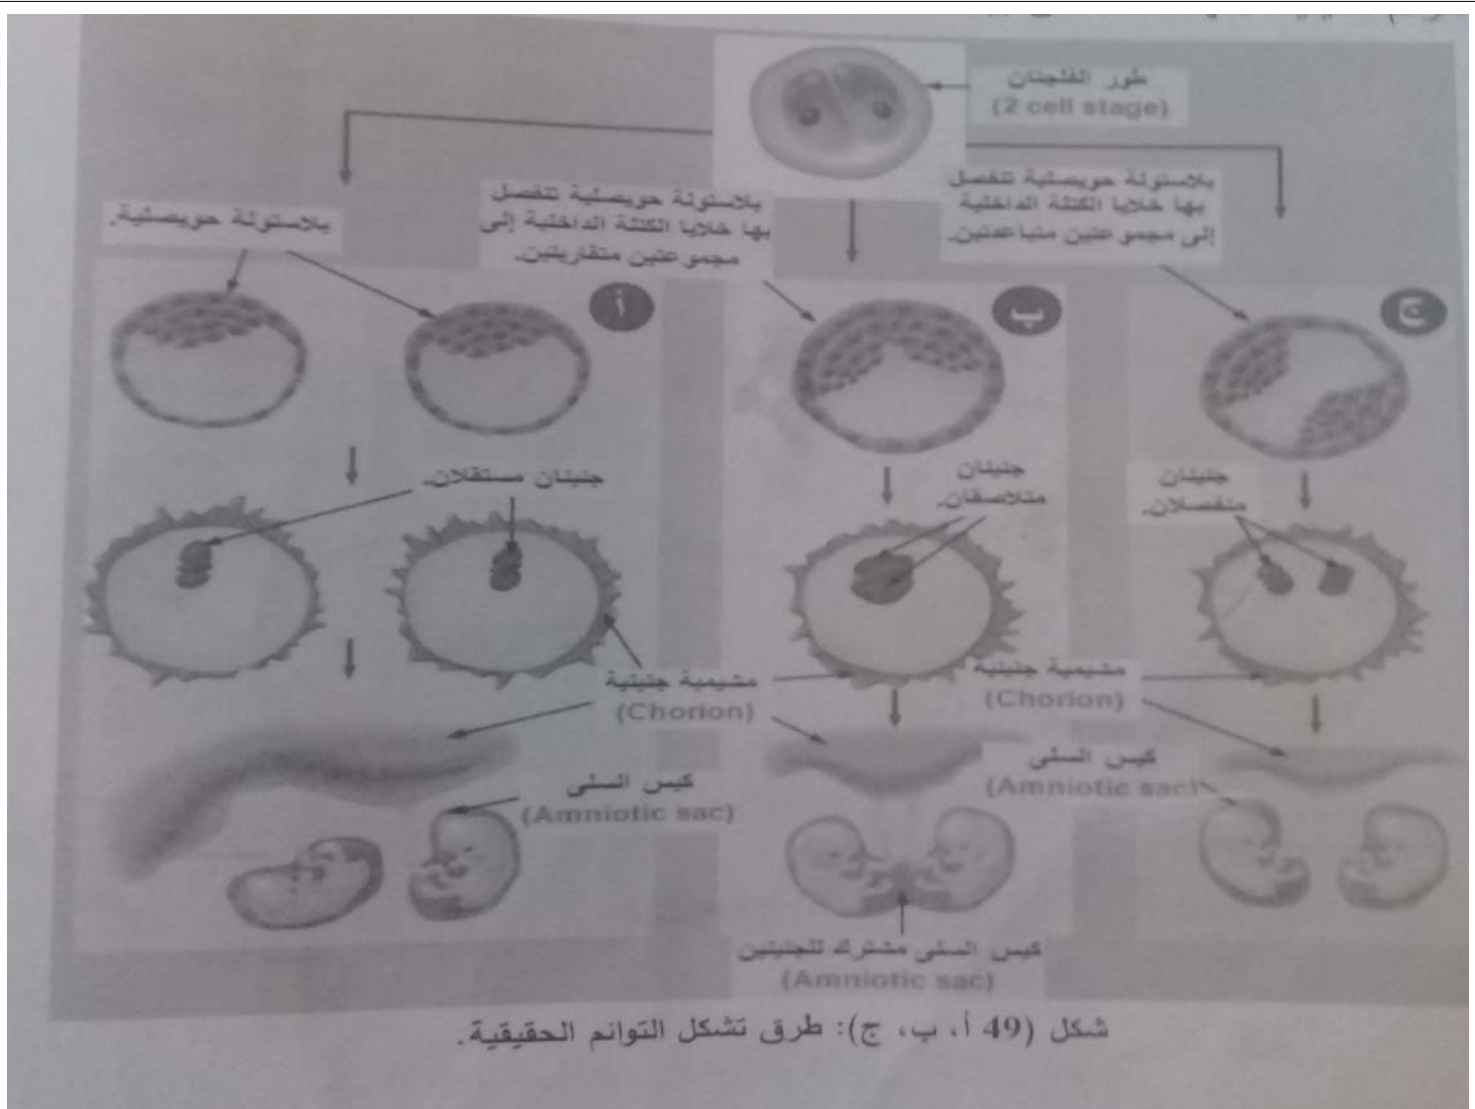 طور الفلجتان
(2 cell stage)
بلاستولة حويصلية تنفصل
بها خلايا الكتلة الداخلية
إلى مجموعتين متباعدتين.
بلاستولة حويصلية تنفصل
بها خلايا الكتلة الداخلية إلى
مجموعتين متقاربتين.
بلاستولة حويصلية.
ج
ب
أ
جنينان
منفصلان.
جنينان
متلاصقان.
جنينان مستقلان.
مشيمية جنينية
(Chorion)
مشيمية جنينية
(Chorion)
كيس السلى
(Amniotic sac)
كيس السلى
(Amniotic sac)
كيس السلى مشترك للجنينين
(Amniotic sac)
شكل (49 أ، ب، ج): طرق تشكل التوائم الحقيقية.